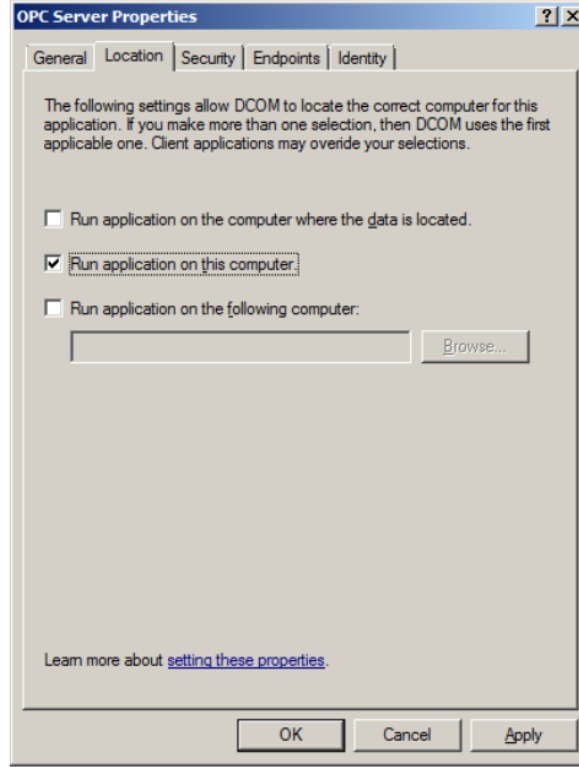 OPC Server Properties
General Location Security Endpoints Identity
The following settings allow DCOM to locate the correct computer for this
application. If you make more than one selection, then DCOM uses the first
applicable one. Client applications may overide your selections.
Run application on the computer where the data is located.
Run application on this computer.
Run application on the following computer:
Browse...
Learn more about setting these properties.
OK Cancel Apply